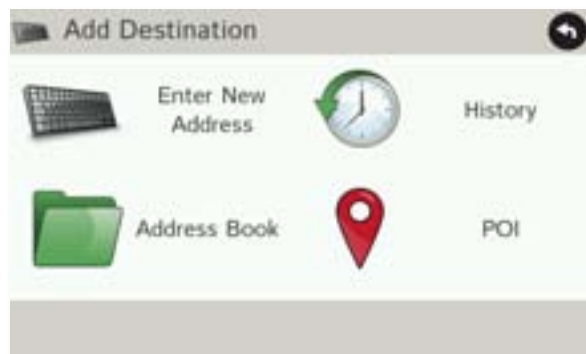 Add Destination
Enter New
Address
History
Address Book
POI